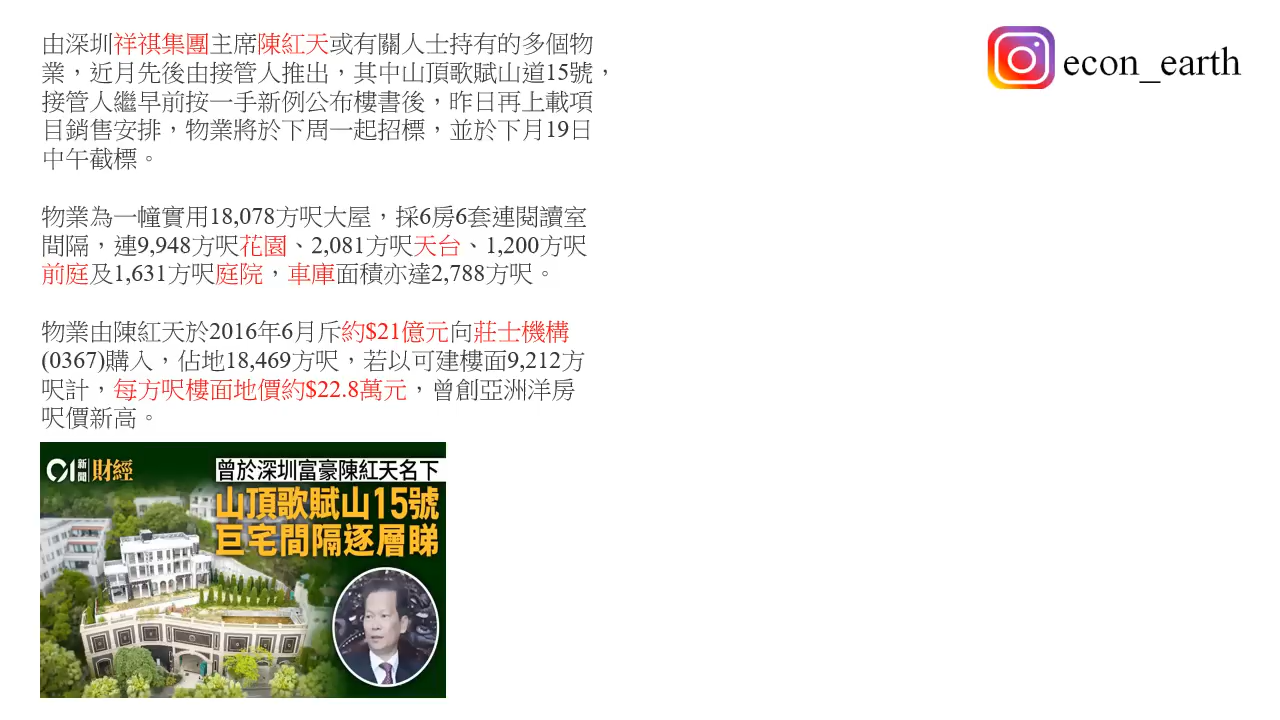 由深圳祥祺集團主席陳紅天或有關人士持有的多個物
業，近月先後由接管人推出，其中山頂歌賦山道15號，
接管人繼早前按一手新例公布樓書後，昨日再上載項
目銷售安排，物業將於下周一起招標，並於下月19日
中午截標。
物業為一幢實用18,078方呎大屋，採6房6套連閱讀室
間隔，連9,948方呎花園、2,081方呎天台、1,200方呎
前庭及1,631方呎庭院，車庫面積亦達2,788方呎。
物業由陳紅天於2016年6月斥約$21億元向莊士機構
(0367)購入，佔地18,469方呎，若以可建樓面9,212方
呎計，每方呎樓面地價約$22.8萬元，曾創亞洲洋房
呎價新高。
01新聞 財經
曾於深圳富豪陳紅天名下
山頂歌賦山15號
巨宅間隔逐層睇
econ_earth